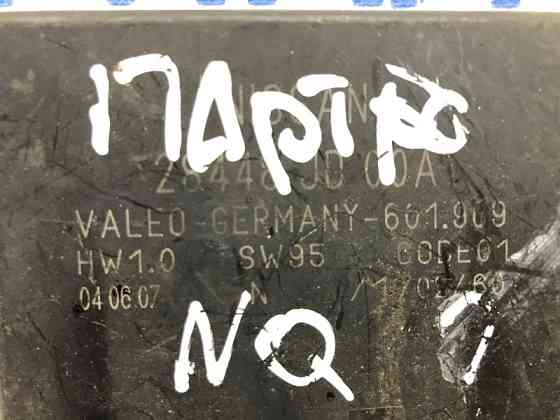 ПАРТРС
NISSAN
28448 JD 00A
VALEO-GERMANY-601.909
HW1.0 SW95 CODE01
04.06.07 N
NQ